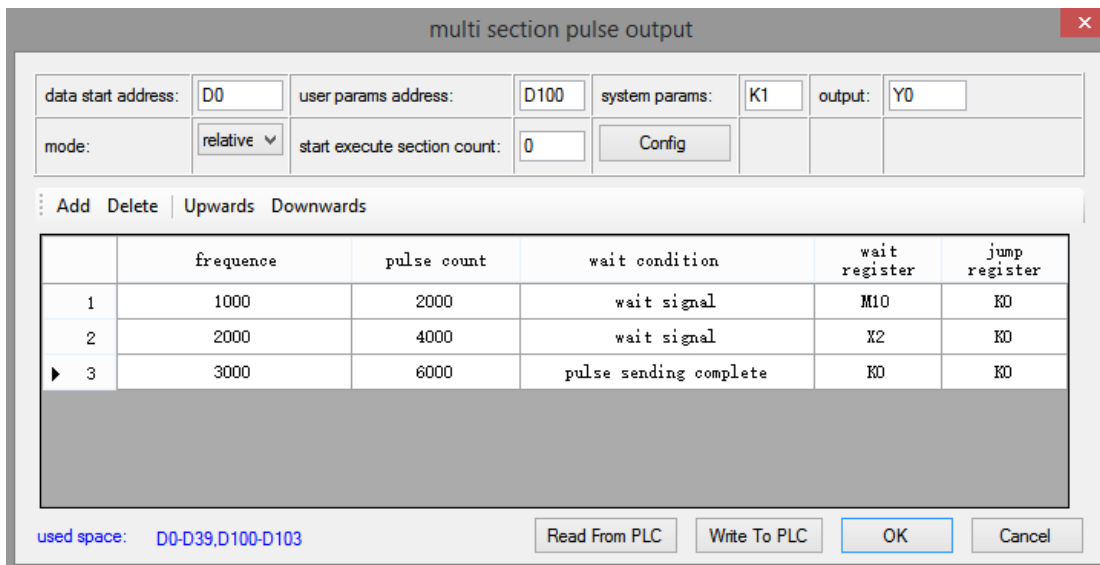 multi section pulse output
×
data start address: D0 user params address: D100 system params: K1 output: Y0
mode: relative start execute section count: 0 Config
Add Delete Upwards Downwards
frequence pulse count wait condition wait register jump register
1 1000 2000 wait signal M10 K0
2 2000 4000 wait signal X2 K0
3 3000 6000 pulse sending complete K0 K0
used space: D0-D39,D100-D103 Read From PLC Write To PLC OK Cancel